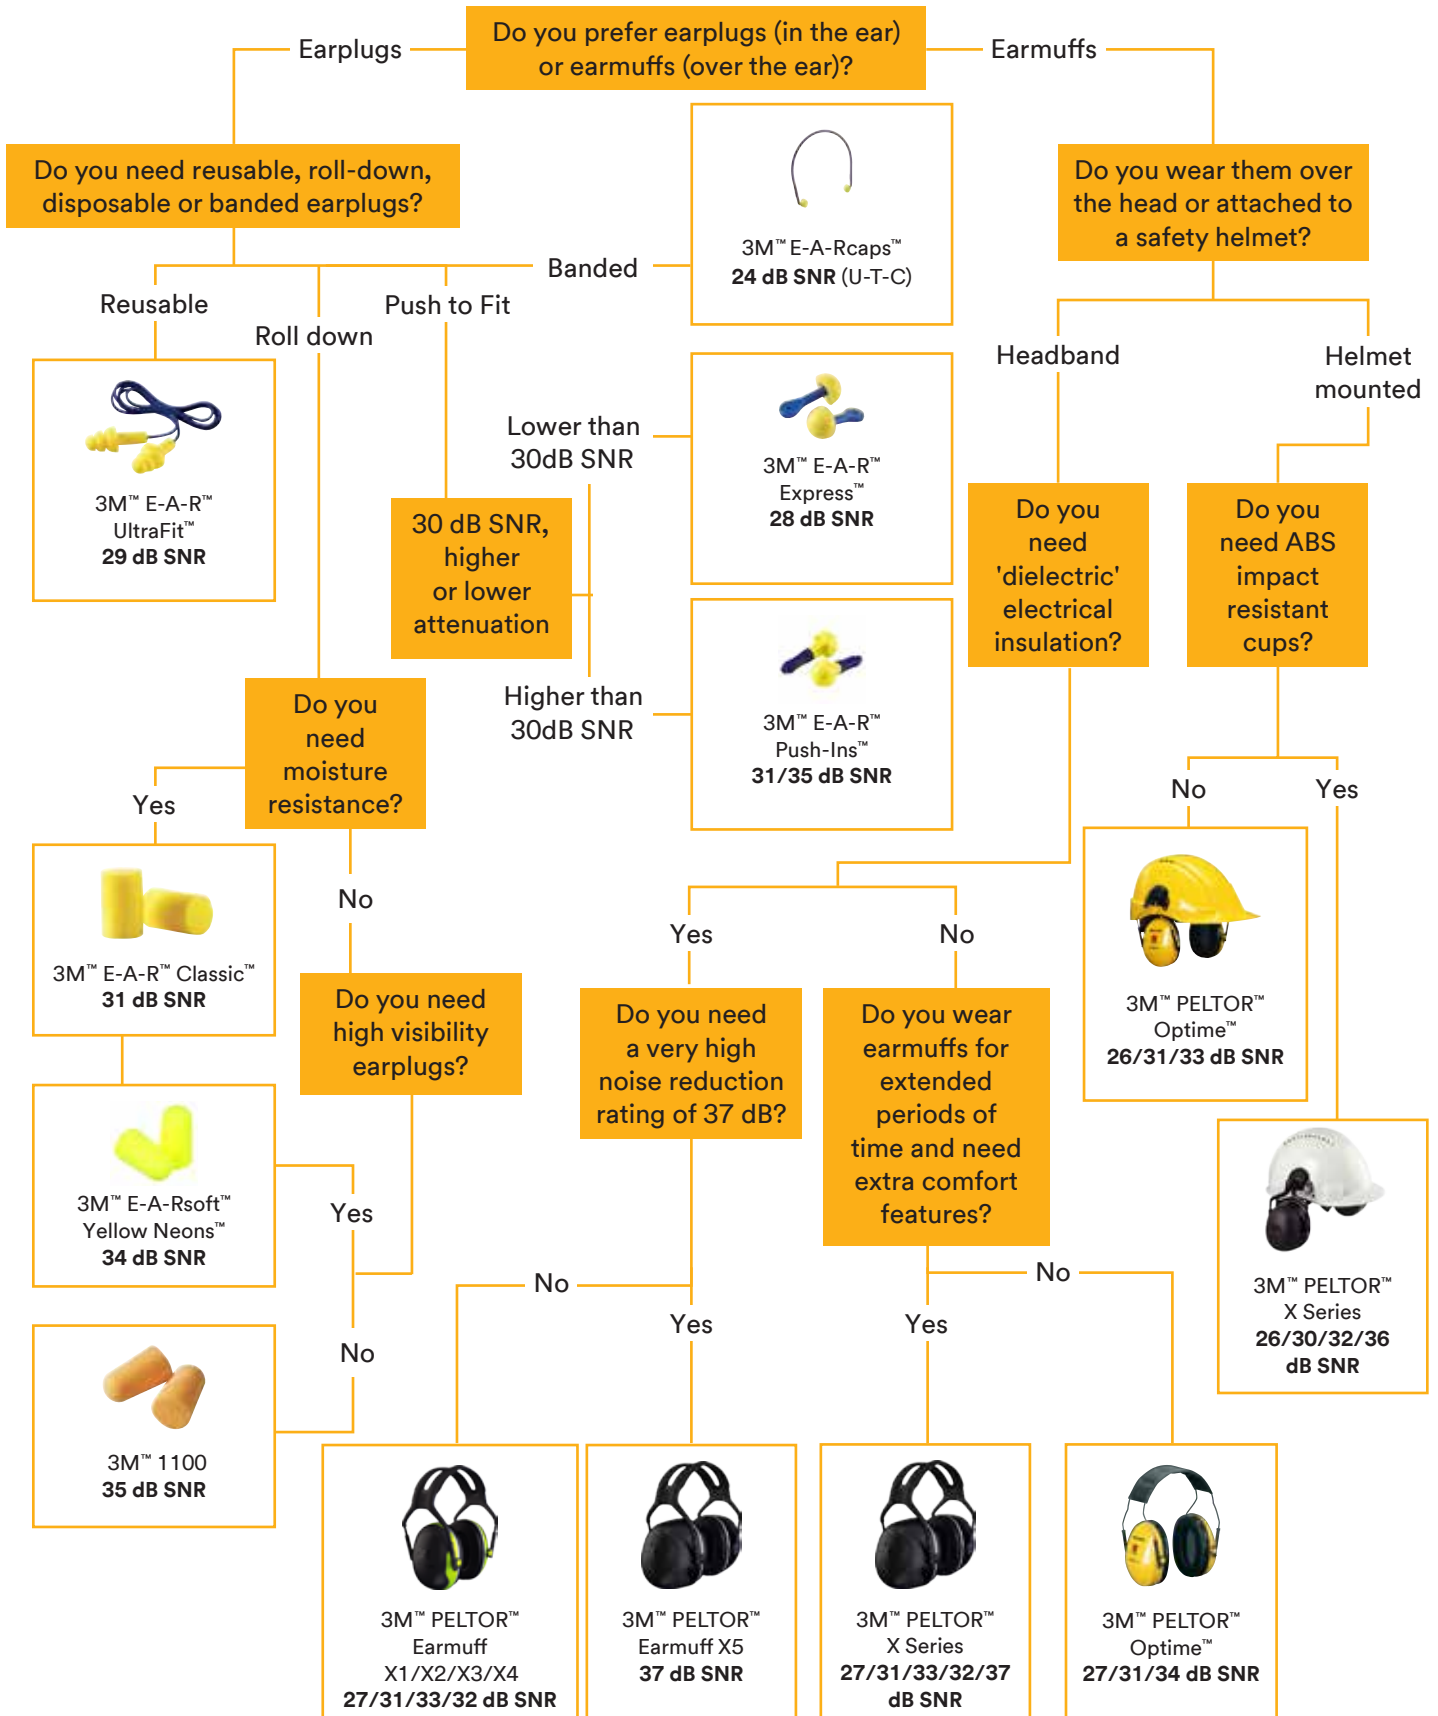 Do you prefer earplugs (in the ear)
or earmuffs (over the ear)?
Earplugs
Earmuffs
Do you need reusable, roll-down,
disposable or banded earplugs?
3M™ E-A-Rcaps™
24 dB SNR (U-T-C)
Do you wear them over
the head or attached to
a safety helmet?
Banded
Reusable
Roll down
Push to Fit
Headband
Helmet
mounted
3M™ E-A-R™
UltraFit™
29 dB SNR
Lower than
30dB SNR
3M™ E-A-R™
Express™
28 dB SNR
30 dB SNR,
higher
or lower
attenuation
Do you
need
'dielectric'
electrical
insulation?
Do you
need ABS
impact
resistant
cups?
Higher than
30dB SNR
3M™ E-A-R™
Push-Ins™
31/35 dB SNR
Do you
need
moisture
resistance?
Yes
No
No
Yes
3M™ E-A-R™ Classic™
31 dB SNR
Yes
No
3M™ PELTOR™
Optime™
26/31/33 dB SNR
Do you need
high visibility
earplugs?
Do you need
a very high
noise reduction
rating of 37 dB?
Do you wear
earmuffs for
extended
periods of
time and need
extra comfort
features?
3M™ E-A-Rsoft™
Yellow Neons™
34 dB SNR
Yes
No
3M™ PELTOR™
X Series
26/30/32/36
dB SNR
No
Yes
Yes
No
3M™ 1100
35 dB SNR
3M™ PELTOR™
Earmuff
X1/X2/X3/X4
27/31/33/32 dB SNR
3M™ PELTOR™
Earmuff X5
37 dB SNR
3M™ PELTOR™
X Series
27/31/33/32/37
dB SNR
3M™ PELTOR™
Optime™
27/31/34 dB SNR